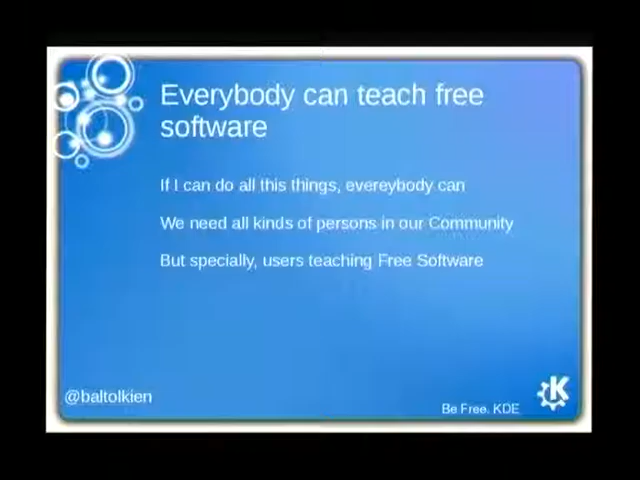 Everybody can teach free
software
If I can do all this things, evereybody can
We need all kinds of persons in our Community
But specially, users teaching Free Software
@baltolkien
Be Free. KDE